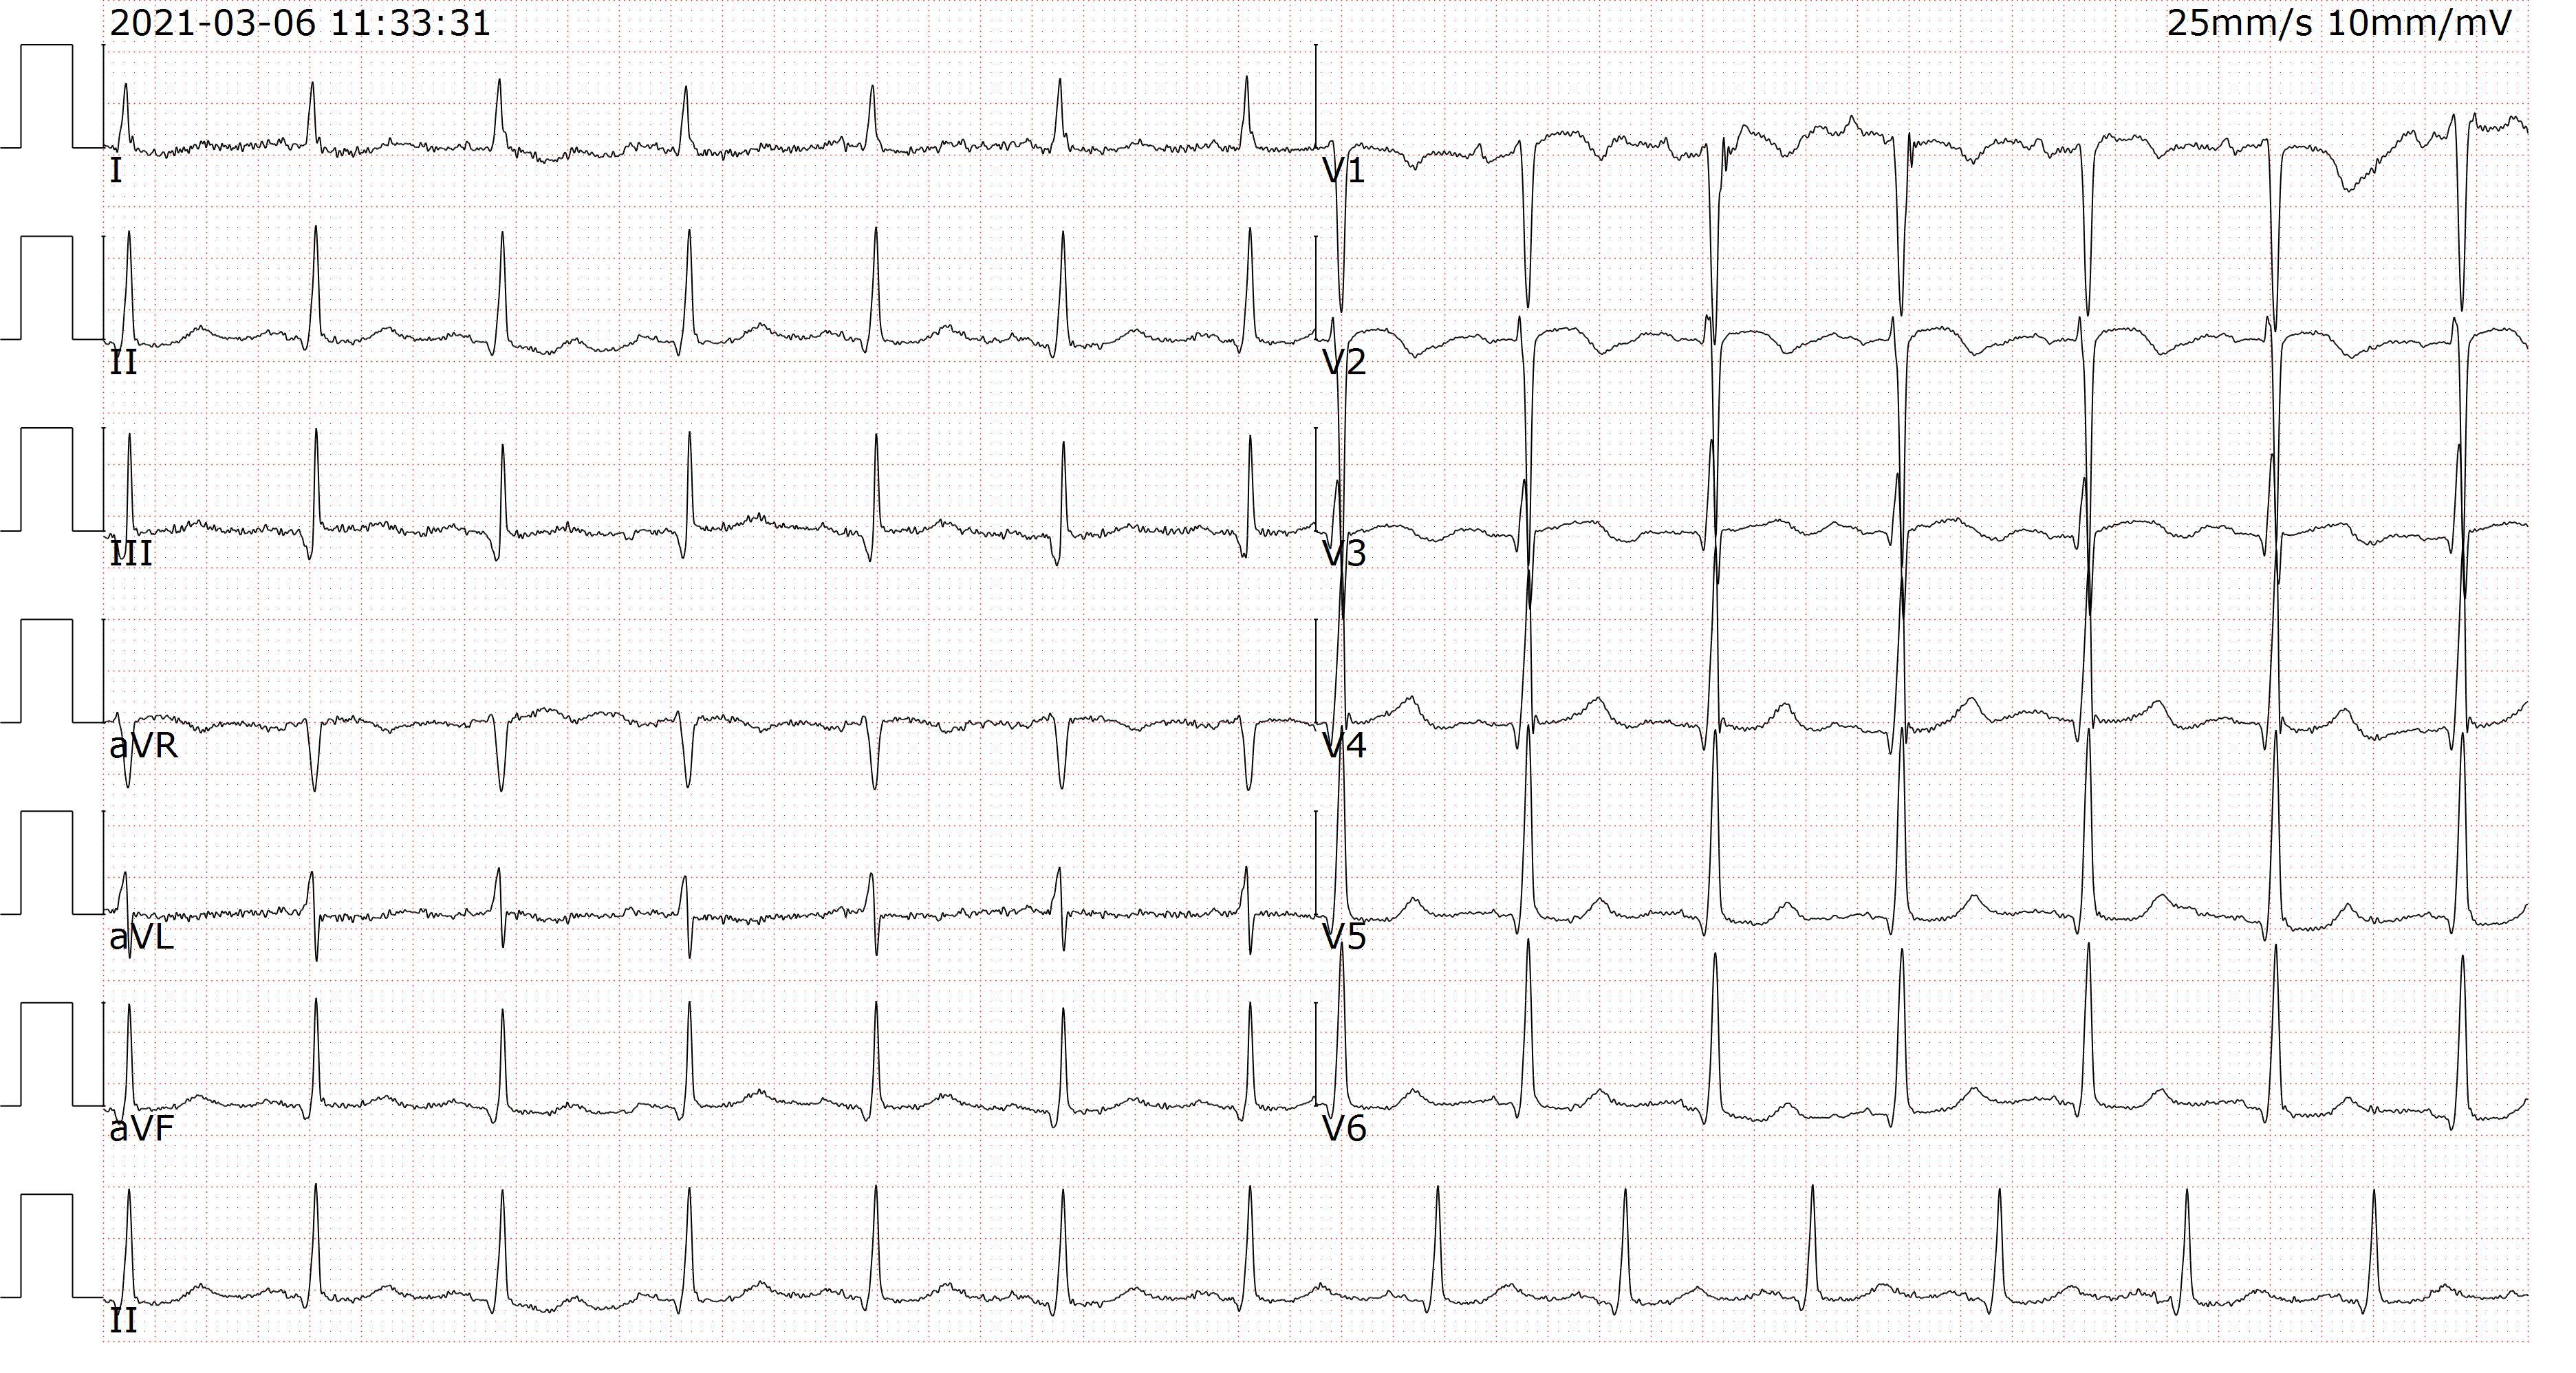 2021-03-06 11:33:31 25mm/s 10mm/mV
I V1
II V2
III V3
aVR V4
aVL V5
aVF V6
II